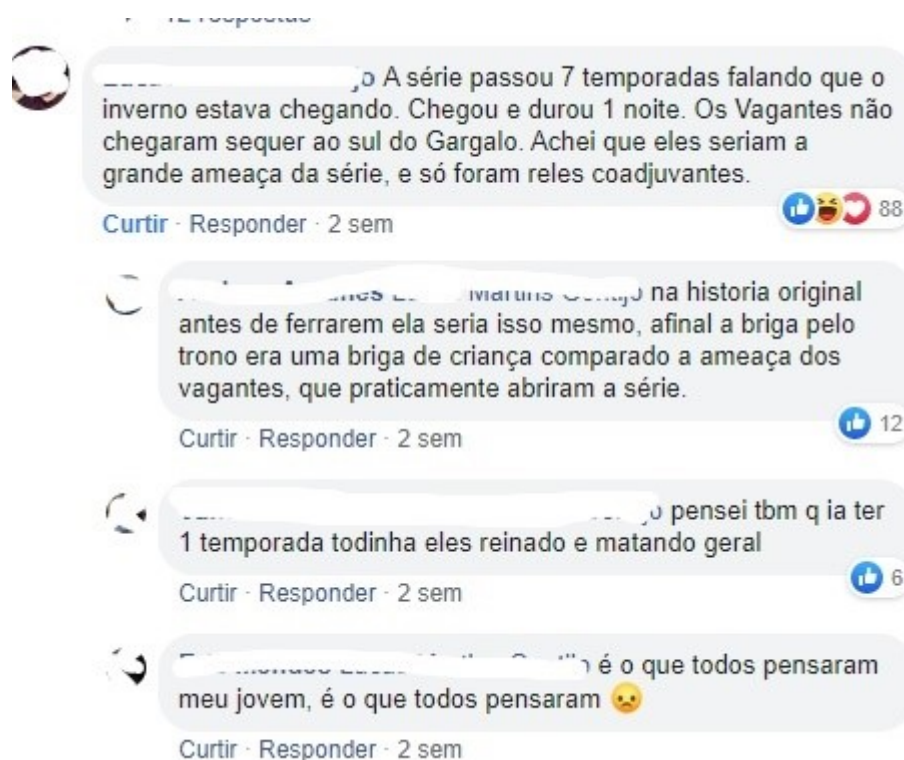 A série passou 7 temporadas falando que o
inverno estava chegando. Chegou e durou 1 noite. Os Vagantes não
chegaram sequer ao sul do Gargalo. Achei que eles seriam a
grande ameaça da série, e só foram reles coadjuvantes.
88
Curtir · Responder · 2 sem
Martins na historia original
antes de ferrarem ela seria isso mesmo, afinal a briga pelo
trono era uma briga de criança comparado a ameaça dos
vagantes, que praticamente abriram a série.
12
Curtir · Responder · 2 sem
pensei tbm q ia ter
1 temporada todinha eles reinado e matando geral
6
Curtir · Responder · 2 sem
é o que todos pensaram
meu jovem, é o que todos pensaram 😞
Curtir · Responder · 2 sem